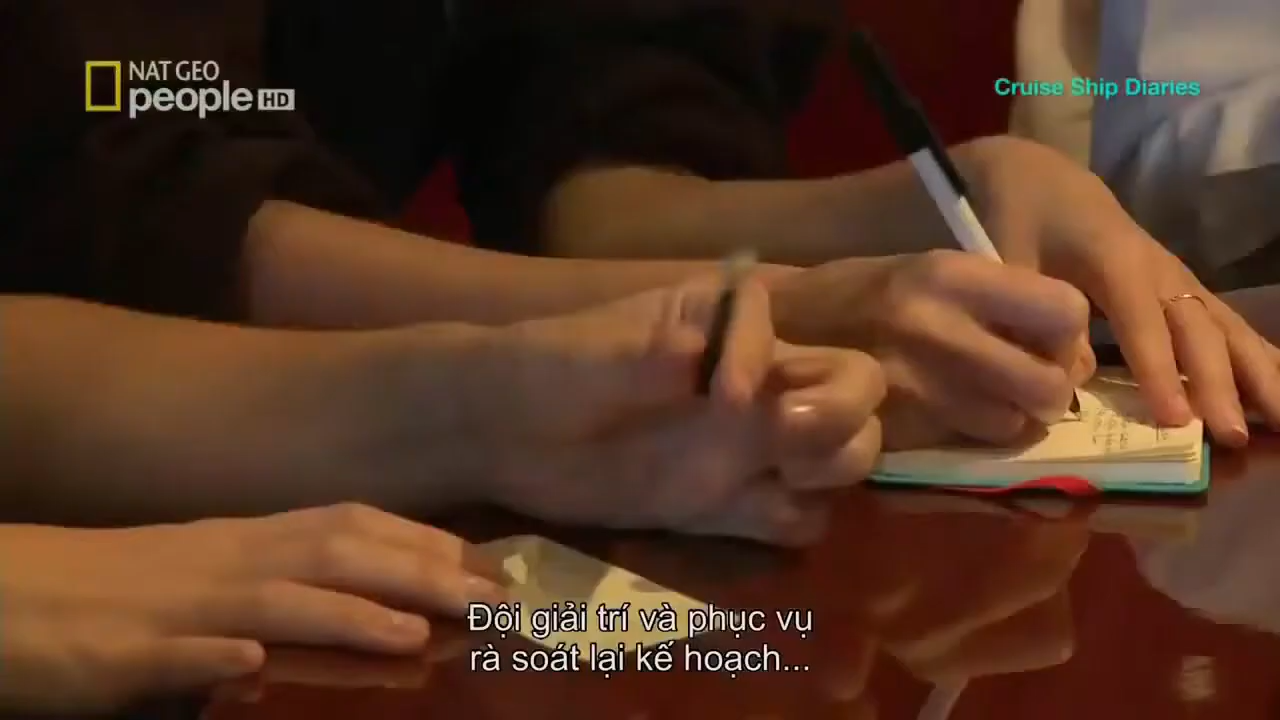 NAT GEO
people HD
Cruise Ship Diaries
Đội giải trí và phục vụ
rà soát lại kế hoạch...